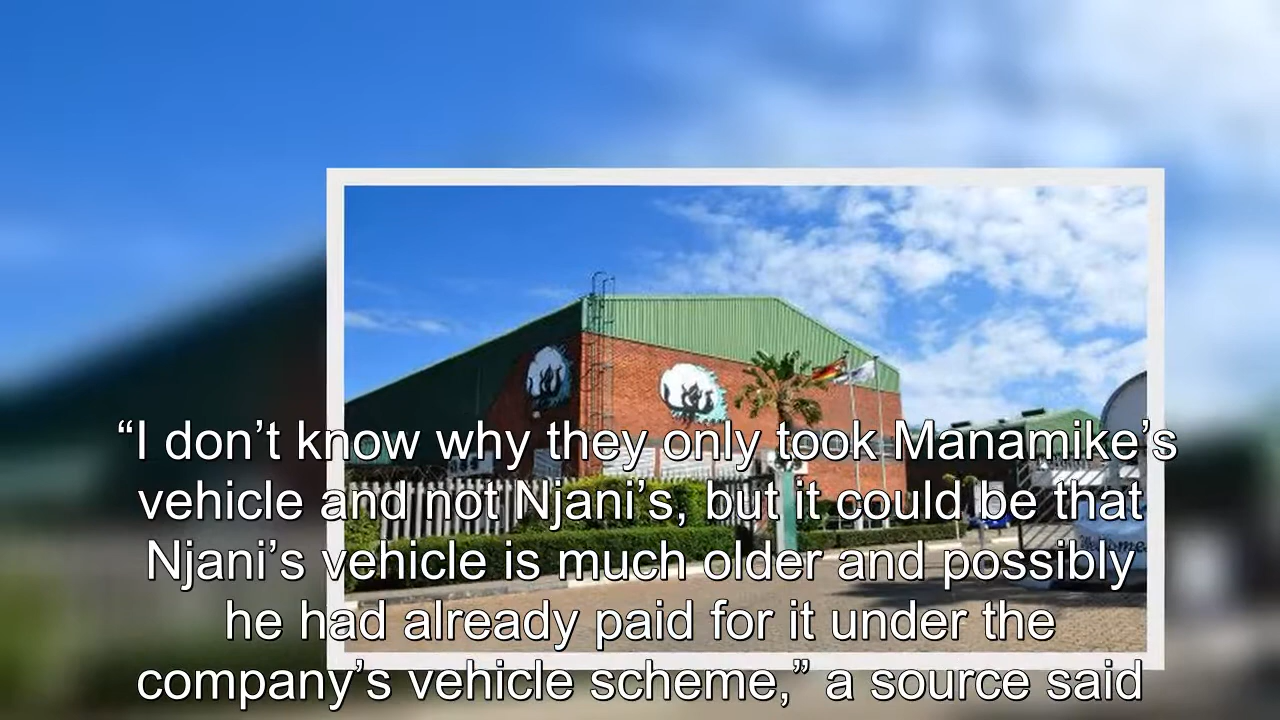 “I don’t know why they only took Manamike’s
vehicle and not Njani’s, but it could be that
Njani’s vehicle is much older and possibly
he had already paid for it under the
company’s vehicle scheme,” a source said